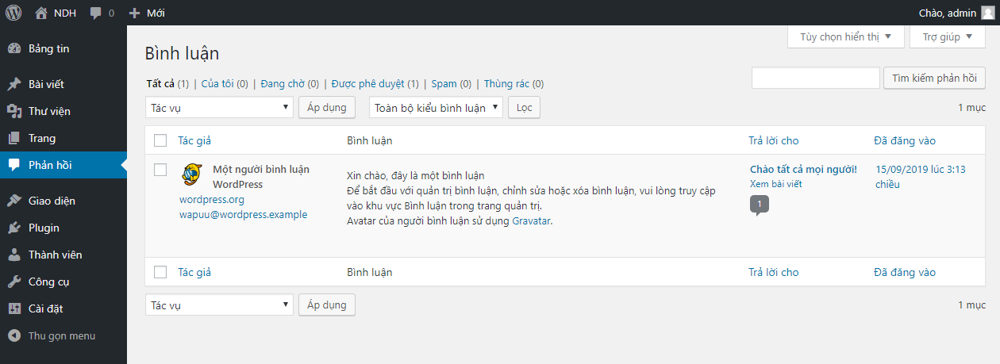 NDH 0 Mới Chào, admin
Bảng tin
Bài viết
Thư viện
Trang
Phản hồi
Giao diện
Plugin
Thành viên
Công cụ
Cài đặt
Thu gọn menu
Tùy chọn hiển thị ▼ Trợ giúp ▼
Bình luận
Tất cả (1) | Của tôi (0) | Đang chờ (0) | Được phê duyệt (1) | Spam (0) | Thùng rác (0)
Tìm kiếm phản hồi
Tác vụ Áp dụng Toàn bộ kiểu bình luận Lọc 1 mục
Tác giả Bình luận Trả lời cho Đã đăng vào
Một người bình luận
WordPress
wordpress.org
wapuu@wordpress.example
Xin chào, đây là một bình luận
Để bắt đầu với quản trị bình luận, chỉnh sửa hoặc xóa bình luận, vui lòng truy cập
vào khu vực Bình luận trong trang quản trị.
Avatar của người bình luận sử dụng Gravatar.
Chào tất cả mọi người!
Xem bài viết
1
15/09/2019 lúc 3:13
chiều
Tác giả Bình luận Trả lời cho Đã đăng vào
Tác vụ Áp dụng 1 mục